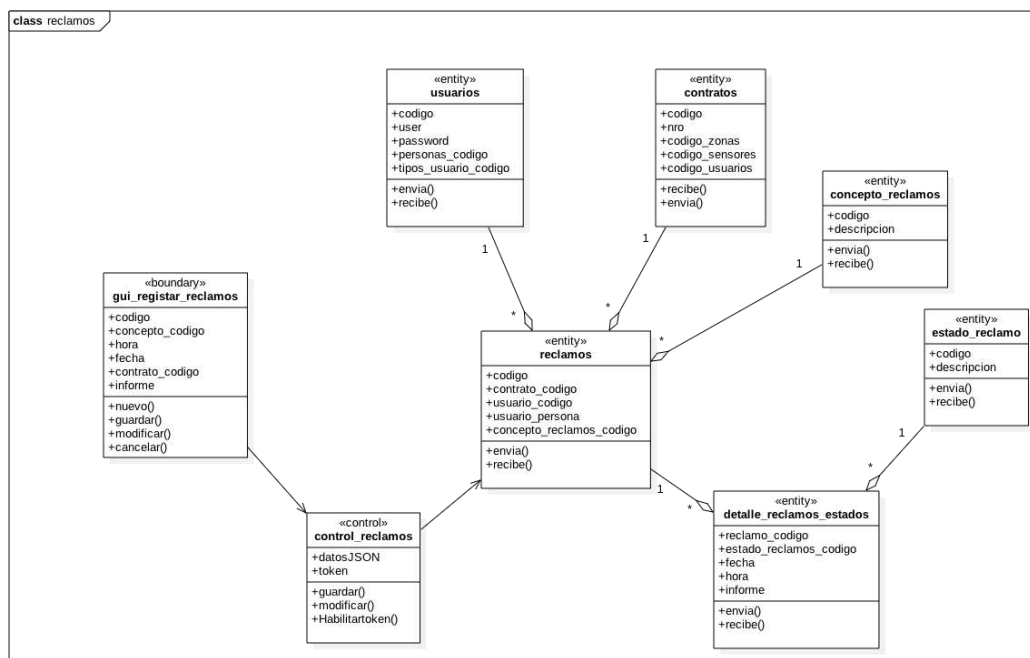 class reclamos
«entity»
usuarios
+codigo
+user
+password
+personas_codigo
+tipos_usuario_codigo
+envia()
+recibe()
«entity»
contratos
+codigo
+nro
+codigo_zonas
+codigo_sensores
+codigo_usuarios
+recibe()
+envia()
«entity»
concepto_reclamos
+codigo
+descripcion
+envia()
+recibe()
1
1
1
*
*
*
«boundary»
gui_registar_reclamos
+codigo
+concepto_codigo
+hora
+fecha
+contrato_codigo
+informe
+nuevo()
+guardar()
+modificar()
+cancelar()
«entity»
reclamos
+codigo
+contrato_codigo
+usuario_codigo
+usuario_persona
+concepto_reclamos_codigo
+envia()
+recibe()
«entity»
estado_reclamo
+codigo
+descripcion
+envia()
+recibe()
1
*
1
*
«control»
control_reclamos
+datosJSON
+token
+guardar()
+modificar()
+Habilitartoken()
«entity»
detalle_reclamos_estados
+reclamo_codigo
+estado_reclamos_codigo
+fecha
+hora
+informe
+envia()
+recibe()